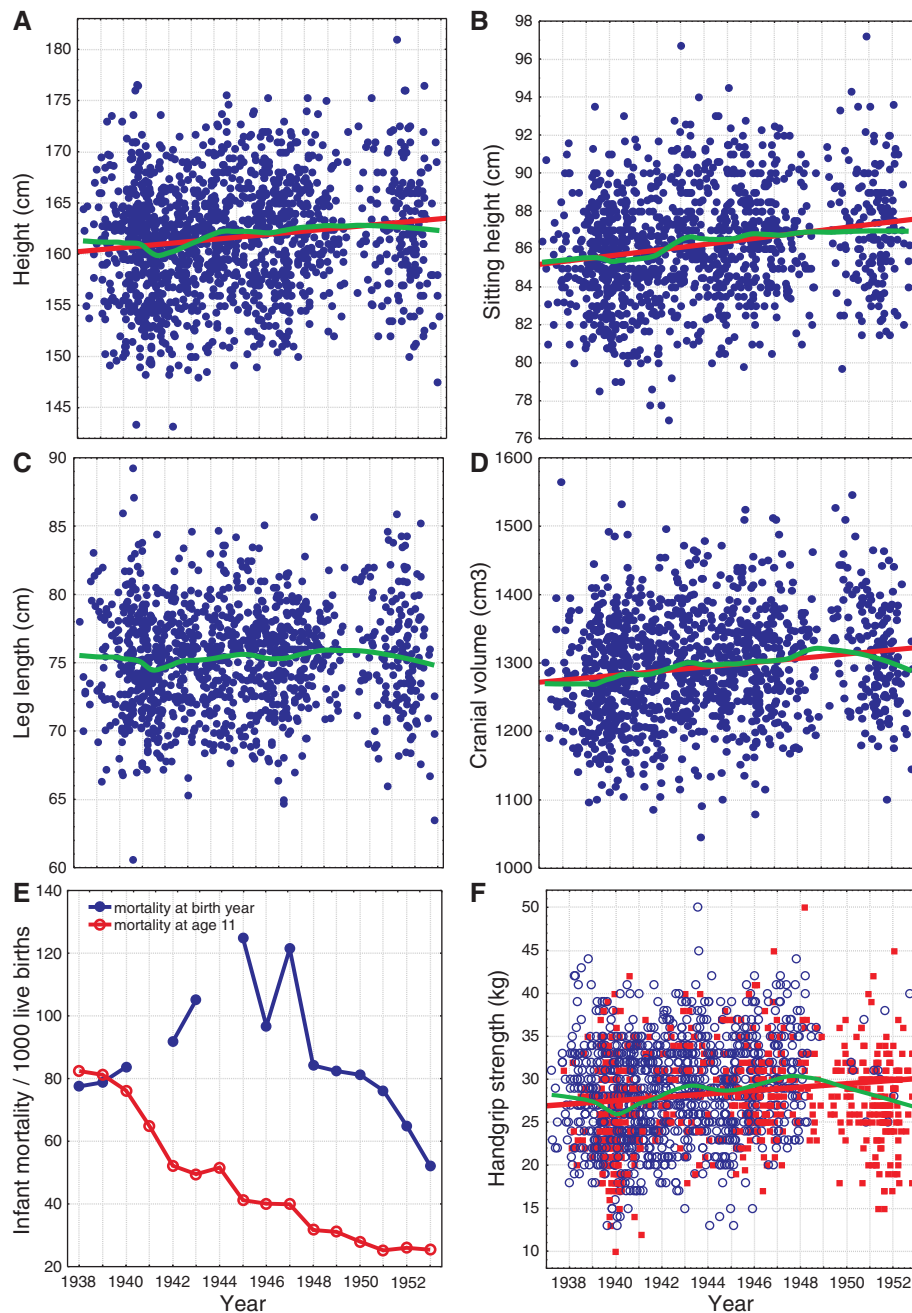 A
Height (cm)
180
175
170
165
160
155
150
145
B
Sitting height (cm)
98
96
94
92
90
88
86
84
82
80
78
76
C
Leg length (cm)
90
85
80
75
70
65
60
D
Cranial volume (cm3)
1600
1500
1400
1300
1200
1100
1000
E
mortality at birth year
mortality at age 11
Infant mortality / 1000 live births
140
120
100
80
60
40
20
1938 1940 1942 1944 1946 1948 1950 1952
Year
F
Handgrip strength (kg)
50
45
40
35
30
25
20
15
10
1938 1940 1942 1944 1946 1948 1950 1952
Year